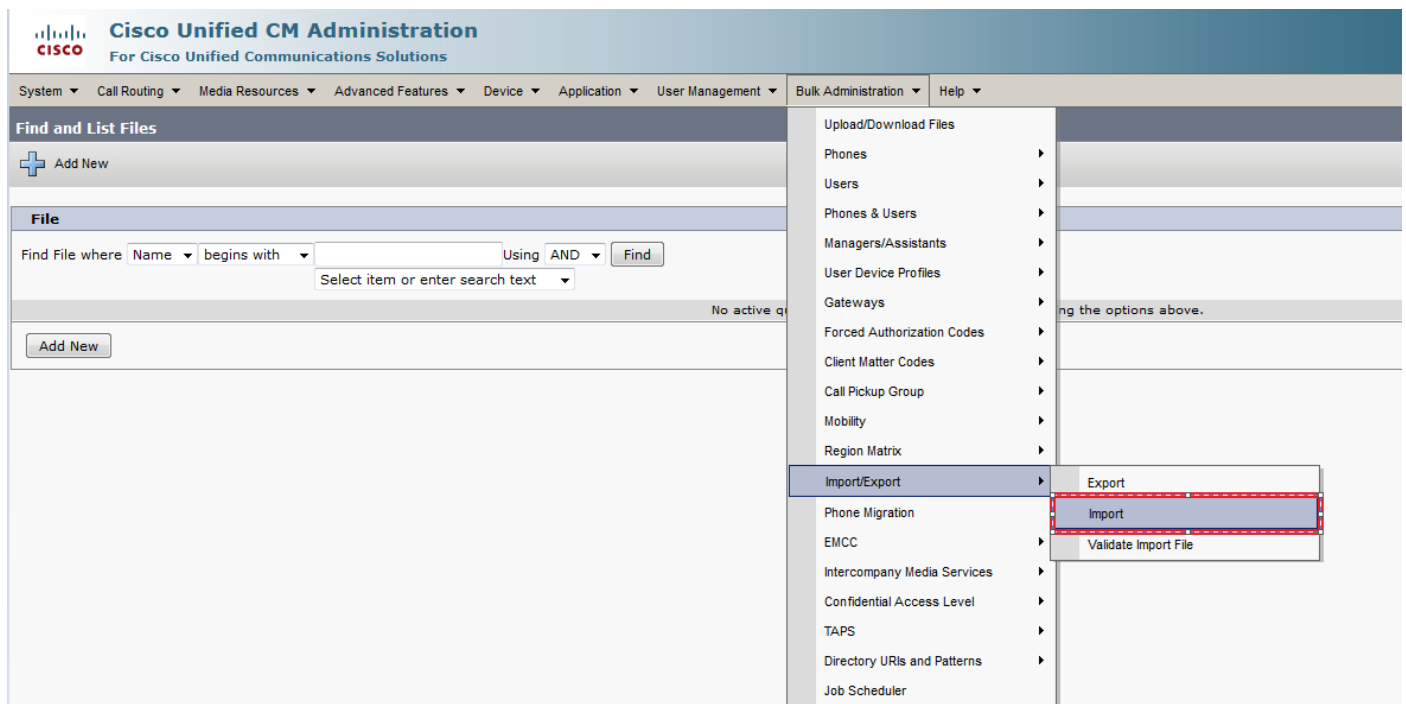 CISCO
Cisco Unified CM Administration
For Cisco Unified Communications Solutions
System Call Routing Media Resources Advanced Features Device Application User Management Bulk Administration Help
Find and List Files
Add New
File
Find File where Name begins with Using AND Find
Select item or enter search text
No active q ng the options above.
Add New
Upload/Download Files
Phones
Users
Phones & Users
Managers/Assistants
User Device Profiles
Gateways
Forced Authorization Codes
Client Matter Codes
Call Pickup Group
Mobility
Region Matrix
Import/Export
Phone Migration
EMCC
Intercompany Media Services
Confidential Access Level
TAPS
Directory URIs and Patterns
Job Scheduler
Export
Import
Validate Import File